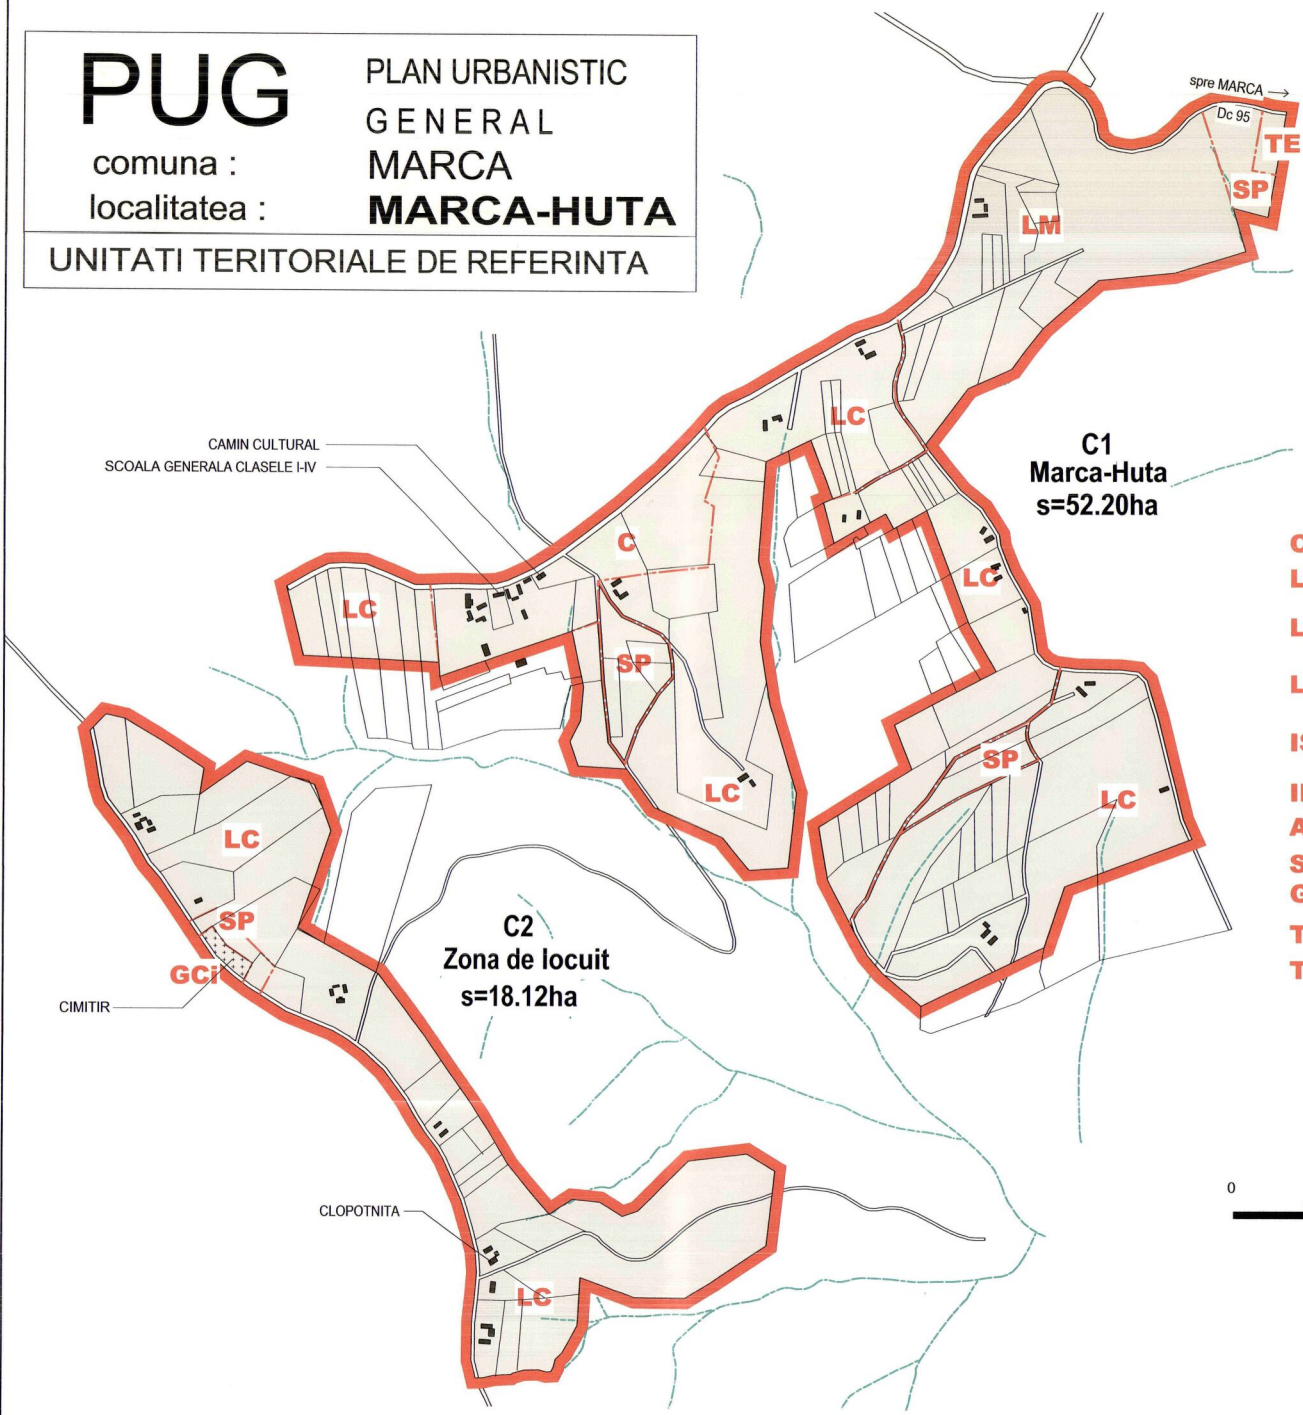 PUG
PLAN URBANISTIC
GENERAL
comuna :
MARCA
localitatea :
MARCA-HUTA
UNITATI TERITORIALE DE REFERINTA
spre MARCA
Dc 95
TE
SP
LM
LC
CAMIN CULTURAL
SCOALA GENERALA CLASELE I-IV
C1
Marca-Huta
s=52.20ha
C
LC
LC
SP
SP
LC
LC
LC
SP
GCi
CIMITIR
C2
Zona de locuit
s=18.12ha
CLOPOTNITA
LC
0